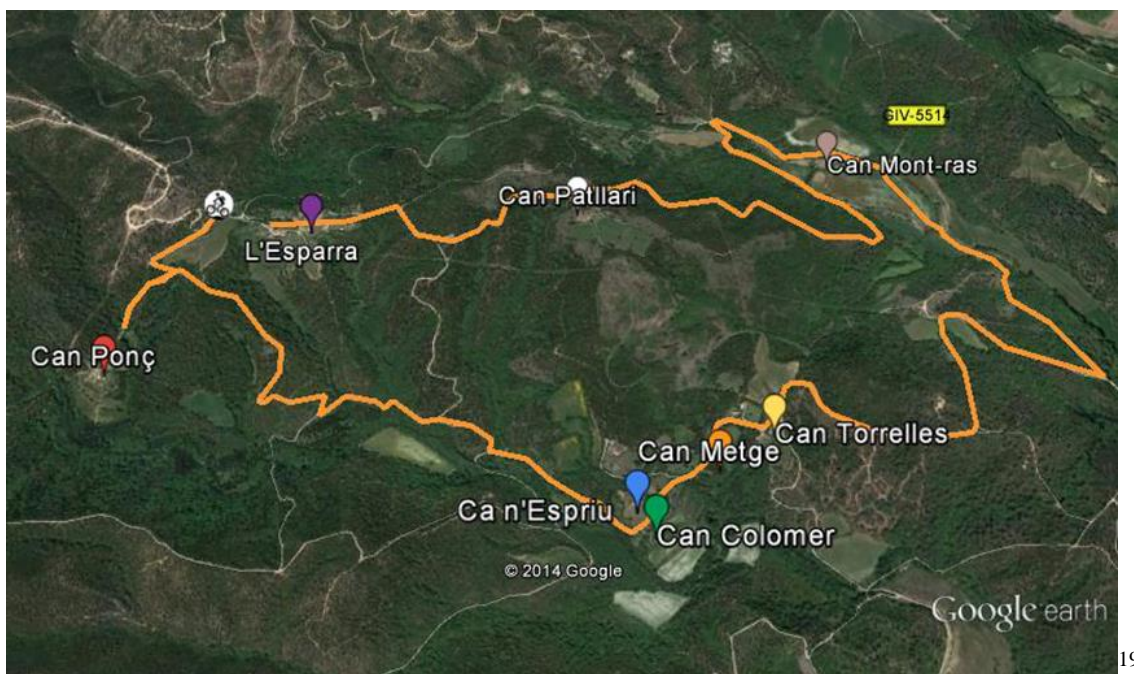 GIV-5514
Can Mont-ras
Can Patllari
L'Esparra
Can Ponç
Can Torrelles
Can Metge
Ca n'Espriu
Can Colomer
© 2014 Google
Google earth
19